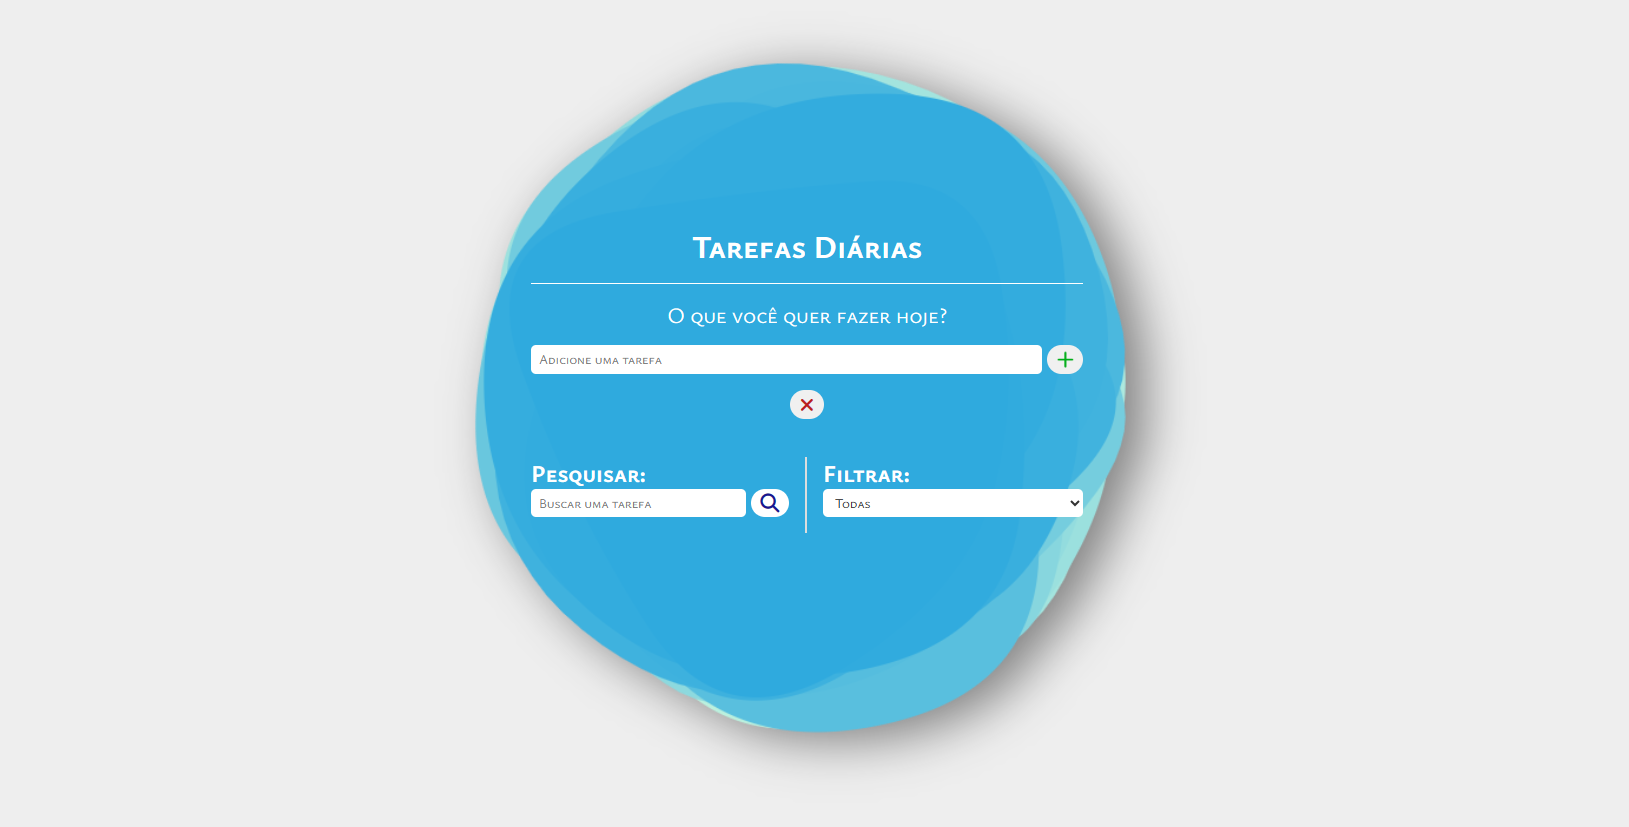 Tarefas Diárias
O que você quer fazer hoje?
Adicione uma tarefa
Pesquisar:
Buscar uma tarefa
Filtrar:
Todas